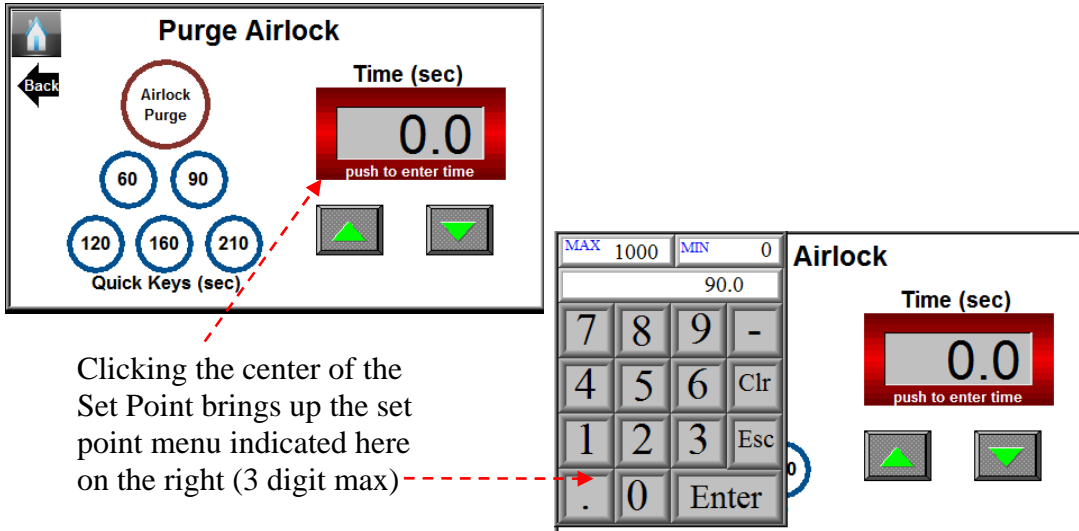 Purge Airlock
Back
Airlock
Purge
Time (sec)
0.0
push to enter time
60
90
120
160
210
Quick Keys (sec)
Clicking the center of the
Set Point brings up the set
point menu indicated here
on the right (3 digit max)
MAX 1000 MIN 0
90.0
7 8 9 -
4 5 6 Clr
1 2 3 Esc
. 0 Enter
Airlock
Time (sec)
0.0
push to enter time
0